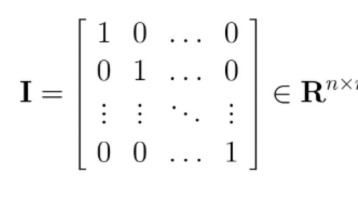 I = [ 1 0 … 0
0 1 … 0
⋮ ⋮ ⋱ ⋮
0 0 … 1 ] ∈ R^{n×n}